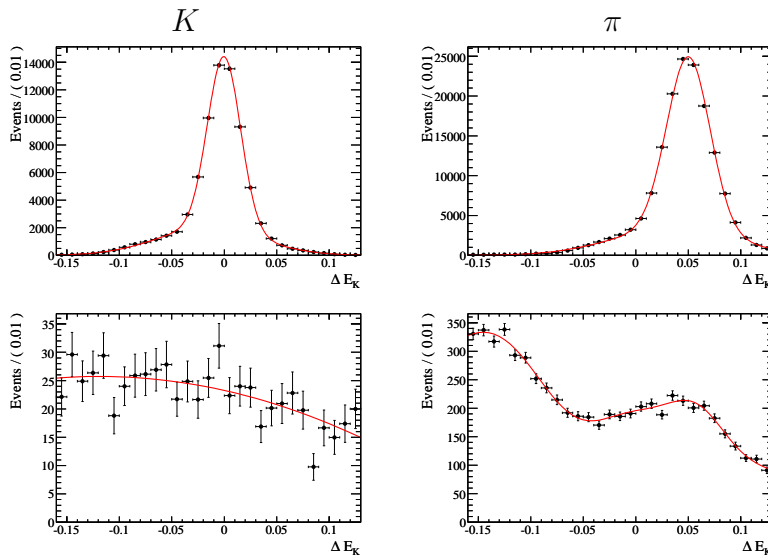 K π
Events / ( 0.01)
14000
12000
10000
8000
6000
4000
2000
0
-0.15 -0.1 -0.05 0 0.05 0.1
Δ E_K
Events / ( 0.01)
25000
20000
15000
10000
5000
0
-0.15 -0.1 -0.05 0 0.05 0.1
Δ E_K
Events / ( 0.01)
35
30
25
20
15
10
5
0
-0.15 -0.1 -0.05 0 0.05 0.1
Δ E_K
Events / ( 0.01)
350
300
250
200
150
100
50
0
-0.15 -0.1 -0.05 0 0.05 0.1
Δ E_K